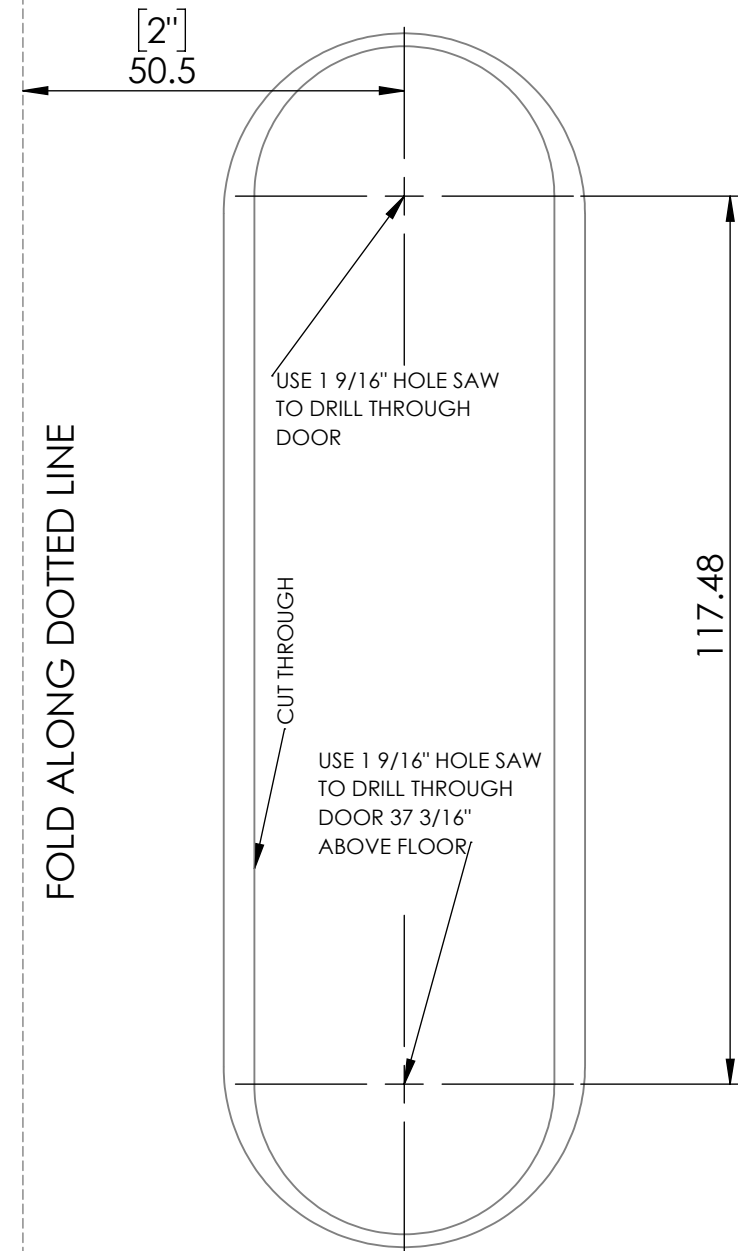 [2"]
50.5
USE 1 9/16" HOLE SAW
TO DRILL THROUGH
DOOR
FOLD ALONG DOTTED LINE
CUT THROUGH
117.48
USE 1 9/16" HOLE SAW
TO DRILL THROUGH
DOOR 37 3/16"
ABOVE FLOOR